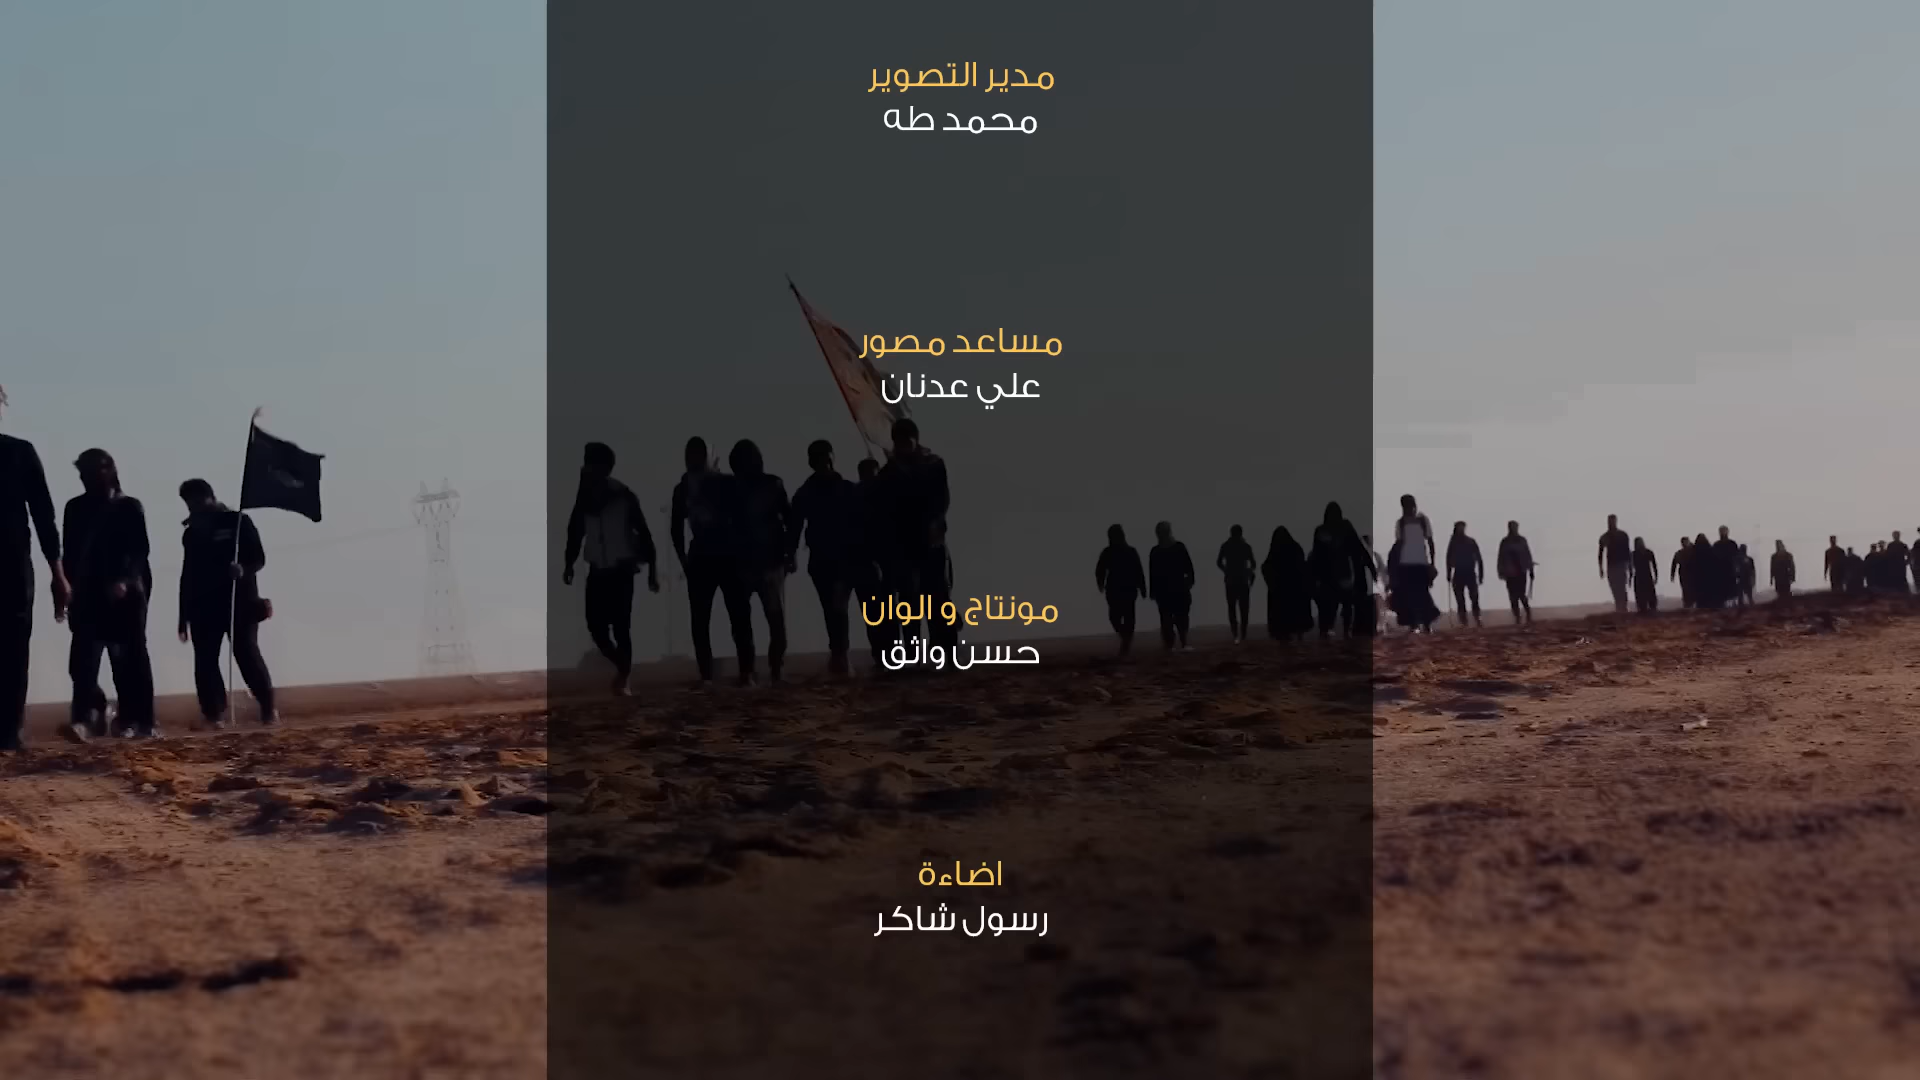 مدير التصوير
محمد طه
مساعد مصور
علي عدنان
مونتاج و الوان
حسن واثق
اضاءة
رسول شاكر